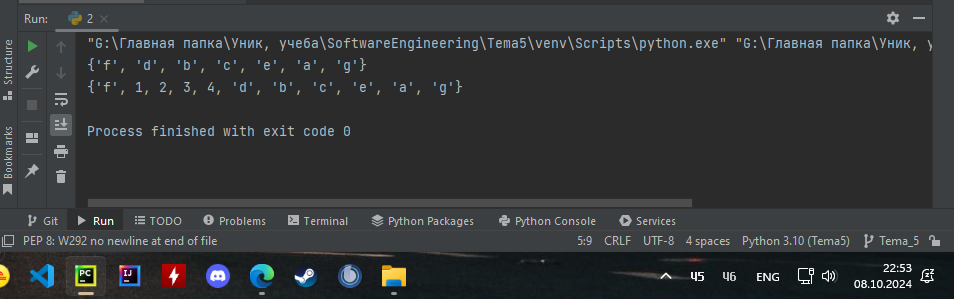 Run: 2
"G:\Главная папка\Уник, учеба\SoftwareEngineering\Tema5\venv\Scripts\python.exe" "G:\Главная папка\Уник, у
{'f', 'd', 'b', 'c', 'e', 'a', 'g'}
{'f', 1, 2, 3, 4, 'd', 'b', 'c', 'e', 'a', 'g'}
Process finished with exit code 0
Structure
Bookmarks
Git Run TODO Problems Terminal Python Packages Python Console Services
PEP 8: W292 no newline at end of file 5:9 CRLF UTF-8 4 spaces Python 3.10 (Tema5) Tema_5
PC IJ Ч5 Ч6 ENG 22:53
08.10.2024